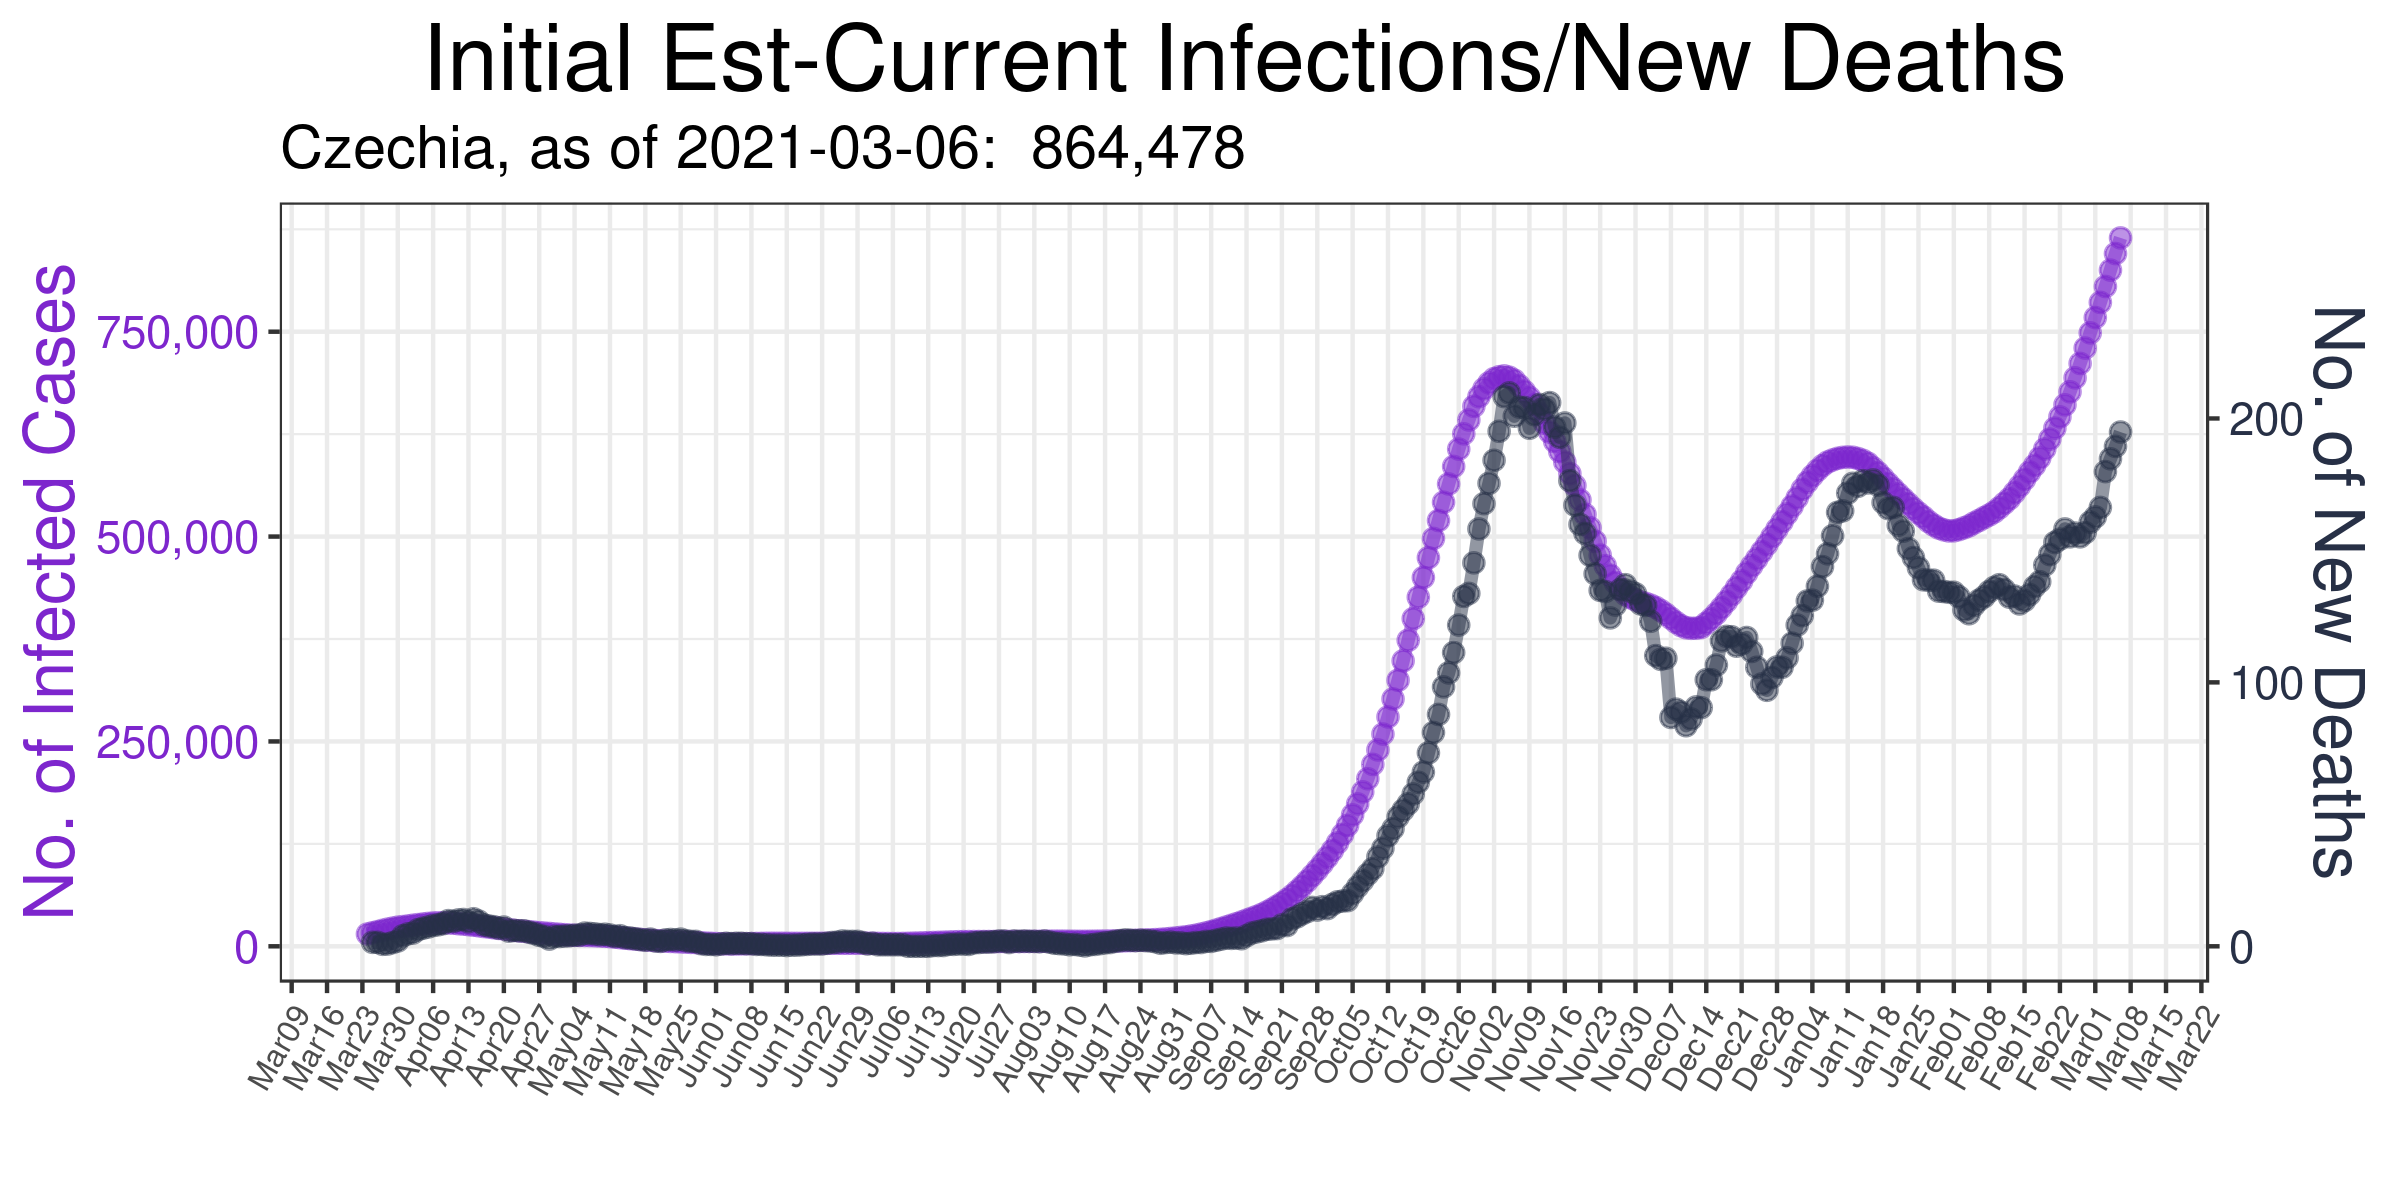 Initial Est-Current Infections/New Deaths
Czechia, as of 2021-03-06:  864,478
No. of Infected Cases
750,000
500,000
250,000
0
200
100
0
No. of New Deaths
Mar09
Mar16
Mar23
Mar30
Apr06
Apr13
Apr20
Apr27
May04
May11
May18
May25
Jun01
Jun08
Jun15
Jun22
Jun29
Jul06
Jul13
Jul20
Jul27
Aug03
Aug10
Aug17
Aug24
Aug31
Sep07
Sep14
Sep21
Sep28
Oct05
Oct12
Oct19
Oct26
Nov02
Nov09
Nov16
Nov23
Nov30
Dec07
Dec14
Dec21
Dec28
Dec04
Jan11
Jan18
Jan25
Feb01
Feb08
Feb15
Feb22
Mar01
Mar08
Mar15
Mar22